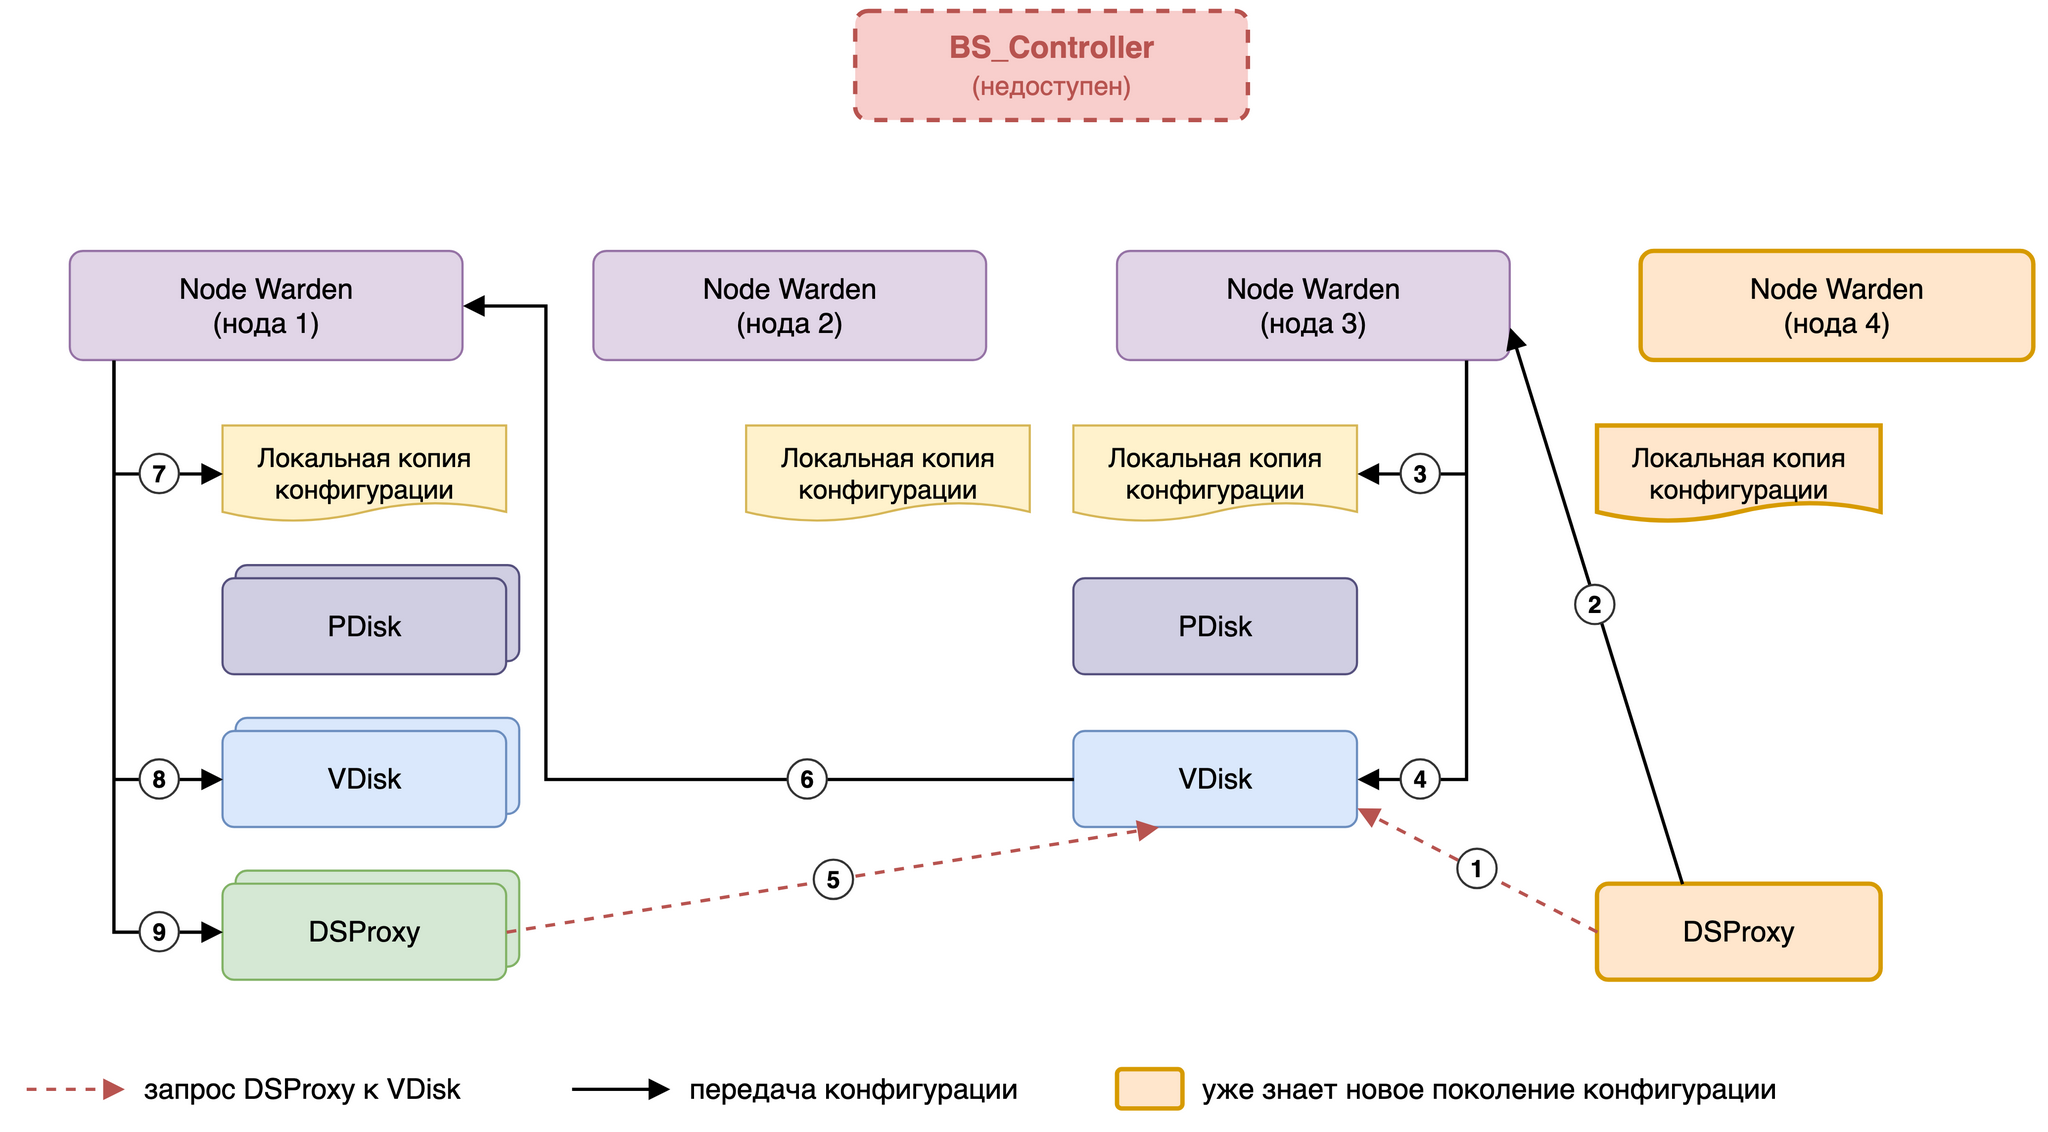 BS_Controller
(недоступен)
Node Warden
(нода 1)
Node Warden
(нода 2)
Node Warden
(нода 3)
Node Warden
(нода 4)
7
Локальная копия
конфигурации
Локальная копия
конфигурации
Локальная копия
конфигурации
3
Локальная копия
конфигурации
2
PDisk
PDisk
8
VDisk
6
VDisk
4
5
1
9
DSProxy
DSProxy
запрос DSProxy к VDisk
передача конфигурации
уже знает новое поколение конфигурации